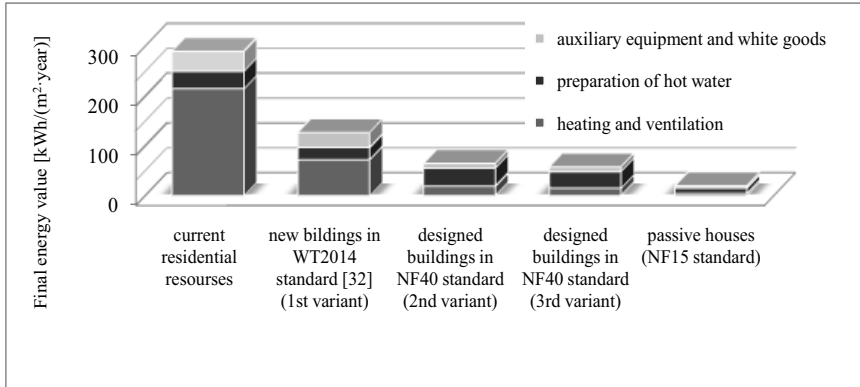 Final energy value [kWh/(m²·year)]
300
200
100
0
auxiliary equipment and white goods
preparation of hot water
heating and ventilation
current
residential
resourses
new bildings in
WT2014
standard [32]
(1st variant)
designed
buildings in
NF40 standard
(2nd variant)
designed
buildings in
NF40 standard
(3rd variant)
passive houses
(NF15 standard)